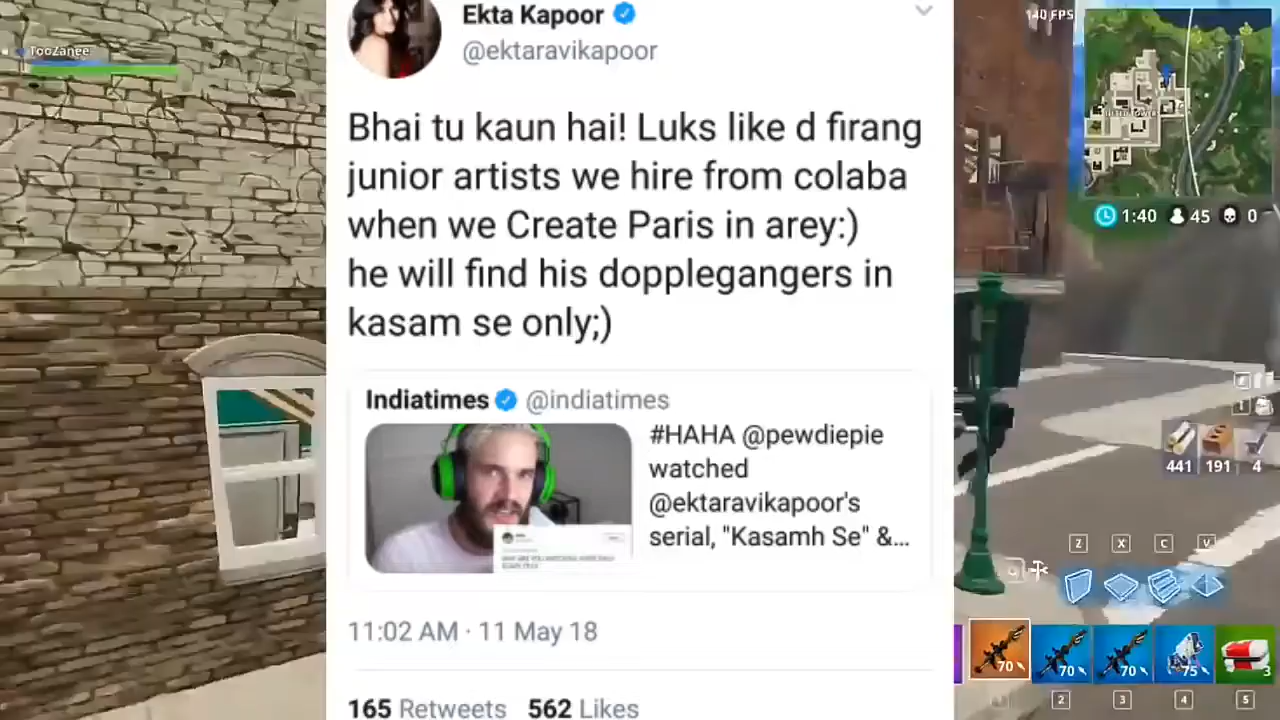 Ekta Kapoor
@ektaravikapoor
Bhai tu kaun hai! Luks like d firang
junior artists we hire from colaba
when we Create Paris in arey:)
he will find his dopplegangers in
kasam se only;)
Indiatimes @indiatimes
#HAHA @pewdiepie
watched
@ektaravikapoor's
serial, "Kasamh Se" &...
11:02 AM · 11 May 18
165 Retweets 562 Likes
TooZanee
140 FPS
1:40 45 0
441 191 4
Z X C V
70 70 70 75 3
2 3 4 5